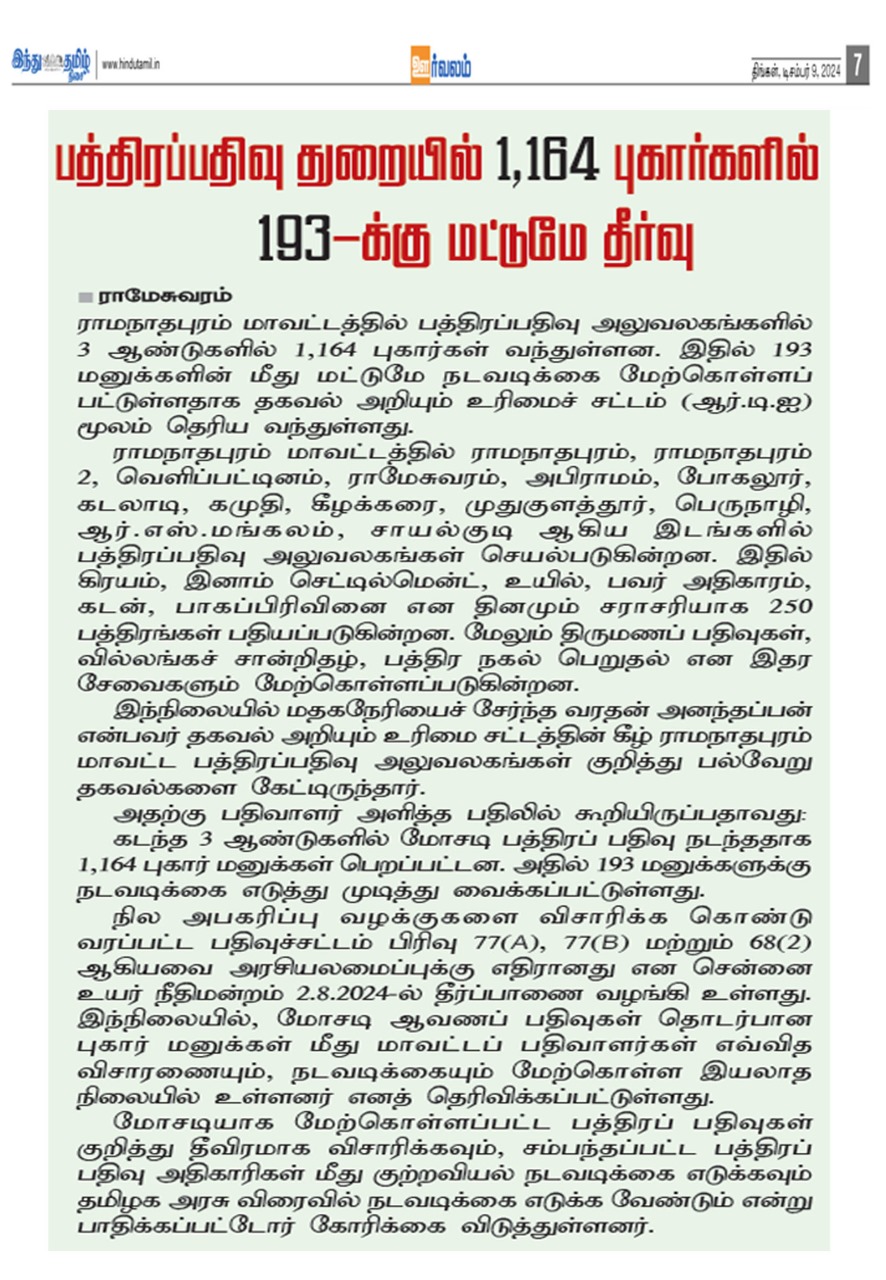 இந்து தமிழ் திசை
www.hindutamil.in
ஊர்வலம்
திங்கள், டிசம்பர் 9, 2024
7
பத்திரப்பதிவு துறையில் 1,164 புகார்களில்
193-க்கு மட்டுமே தீர்வு
ராமேசுவரம்
ராமநாதபுரம் மாவட்டத்தில் பத்திரப்பதிவு அலுவலகங்களில்
3 ஆண்டுகளில் 1,164 புகார்கள் வந்துள்ளன. இதில் 193
மனுக்களின் மீது மட்டுமே நடவடிக்கை மேற்கொள்ளப்
பட்டுள்ளதாக தகவல் அறியும் உரிமைச் சட்டம் (ஆர்.டி.ஐ)
மூலம் தெரிய வந்துள்ளது.
ராமநாதபுரம் மாவட்டத்தில் ராமநாதபுரம், ராமநாதபுரம்
2, வெளிப்பட்டினம், ராமேசுவரம், அபிராமம், போகலூர்,
கடலாடி, கமுதி, கீழக்கரை, முதுகுளத்தூர், பெருநாழி,
ஆர்.எஸ்.மங்கலம், சாயல்குடி ஆகிய இடங்களில்
பத்திரப்பதிவு அலுவலகங்கள் செயல்படுகின்றன. இதில்
கிரயம், இனாம் செட்டில்மென்ட், உயில், பவர் அதிகாரம்,
கடன், பாகப்பிரிவினை என தினமும் சராசரியாக 250
பத்திரங்கள் பதியப்படுகின்றன. மேலும் திருமணப் பதிவுகள்,
வில்லங்கச் சான்றிதழ், பத்திர நகல் பெறுதல் என இதர
சேவைகளும் மேற்கொள்ளப்படுகின்றன.
இந்நிலையில் மதகநேரியைச் சேர்ந்த வரதன் அனந்தப்பன்
என்பவர் தகவல் அறியும் உரிமை சட்டத்தின் கீழ் ராமநாதபுரம்
மாவட்ட பத்திரப்பதிவு அலுவலகங்கள் குறித்து பல்வேறு
தகவல்களை கேட்டிருந்தார்.
அதற்கு பதிவாளர் அளித்த பதிலில் கூறியிருப்பதாவது:
கடந்த 3 ஆண்டுகளில் மோசடி பத்திரப் பதிவு நடந்ததாக
1,164 புகார் மனுக்கள் பெறப்பட்டன. அதில் 193 மனுக்களுக்கு
நடவடிக்கை எடுத்து முடித்து வைக்கப்பட்டுள்ளது.
நில அபகரிப்பு வழக்குகளை விசாரிக்க கொண்டு
வரப்பட்ட பதிவுச்சட்டம் பிரிவு 77(A), 77(B) மற்றும் 68(2)
ஆகியவை அரசியலமைப்புக்கு எதிரானது என சென்னை
உயர் நீதிமன்றம் 2.8.2024-ல் தீர்ப்பாணை வழங்கி உள்ளது.
இந்நிலையில், மோசடி ஆவணப் பதிவுகள் தொடர்பான
புகார் மனுக்கள் மீது மாவட்டப் பதிவாளர்கள் எவ்வித
விசாரணையும், நடவடிக்கையும் மேற்கொள்ள இயலாத
நிலையில் உள்ளனர் எனத் தெரிவிக்கப்பட்டுள்ளது.
மோசடியாக மேற்கொள்ளப்பட்ட பத்திரப் பதிவுகள்
குறித்து தீவிரமாக விசாரிக்கவும், சம்பந்தப்பட்ட பத்திரப்
பதிவு அதிகாரிகள் மீது குற்றவியல் நடவடிக்கை எடுக்கவும்
தமிழக அரசு விரைவில் நடவடிக்கை எடுக்க வேண்டும் என்று
பாதிக்கப்பட்டோர் கோரிக்கை விடுத்துள்ளனர்.